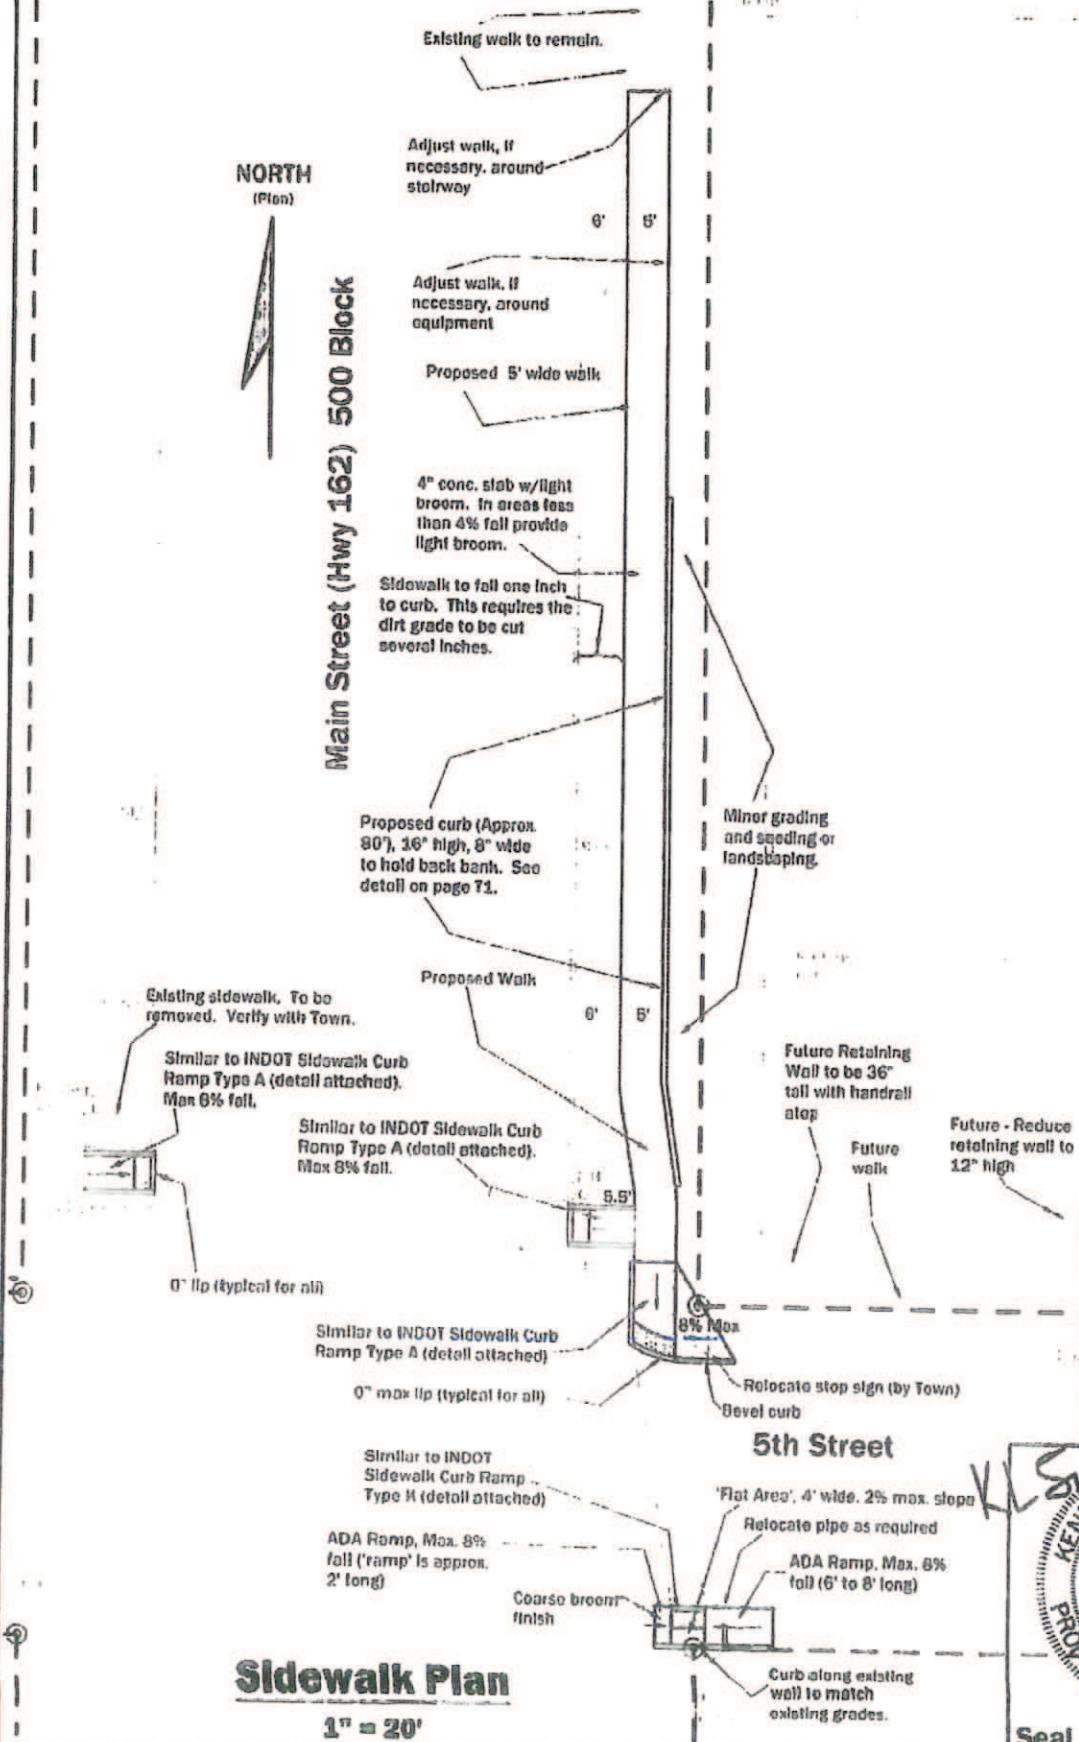 Existing walk to remain.
Adjust walk, if
necessary, around
stairway
NORTH
(Plan)
6' 5'
Adjust walk, if
necessary, around
equipment
Main Street (Hwy 162) 500 Block
Proposed 5' wide walk
4" conc. slab w/light
broom. In areas less
than 4% fall provide
light broom.
Sidewalk to fall one inch
to curb. This requires the
dirt grade to be cut
several inches.
Proposed curb (Approx.
80'), 16" high, 8" wide
to hold back bank. See
detail on page 71.
Minor grading
and seeding or
landscaping.
Proposed Walk
6' 5'
Existing sidewalk. To be
removed. Verify with Town.
Similar to INDOT Sidewalk Curb
Ramp Type A (detail attached).
Max 8% fall.
Similar to INDOT Sidewalk Curb
Ramp Type A (detail attached).
Max 8% fall.
5.5'
Future Retaining
Wall to be 36"
tall with handrail
atop
Future
walk
Future - Reduce
retaining wall to
12" high
0" lip (typical for all)
8% Max
Similar to INDOT Sidewalk Curb
Ramp Type A (detail attached)
0" max lip (typical for all)
Relocate stop sign (by Town)
Bevel curb
5th Street
Similar to INDOT
Sidewalk Curb Ramp
Type H (detail attached)
'Flat Area', 4' wide. 2% max. slope
Relocate pipe as required
ADA Ramp, Max. 8%
fall ('ramp' is approx.
2' long)
ADA Ramp, Max. 8%
fall (6' to 8' long)
Coarse broom
finish
Curb along existing
wall to match
existing grades.
Sidewalk Plan
1" = 20'
KLS
KEN
PROV
Seal